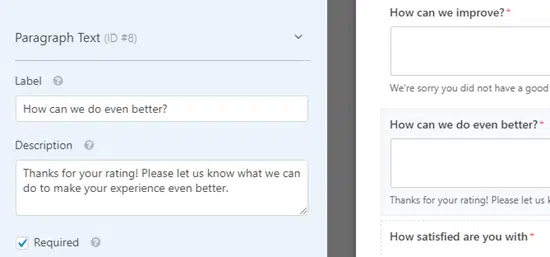 Paragraph Text (ID #8)
Label
How can we do even better?
Description
Thanks for your rating! Please let us know what we can
do to make your experience even better.
Required
How can we improve?*
We're sorry you did not have a good
How can we do even better?*
Thanks for your rating! Please let us
How satisfied are you with*